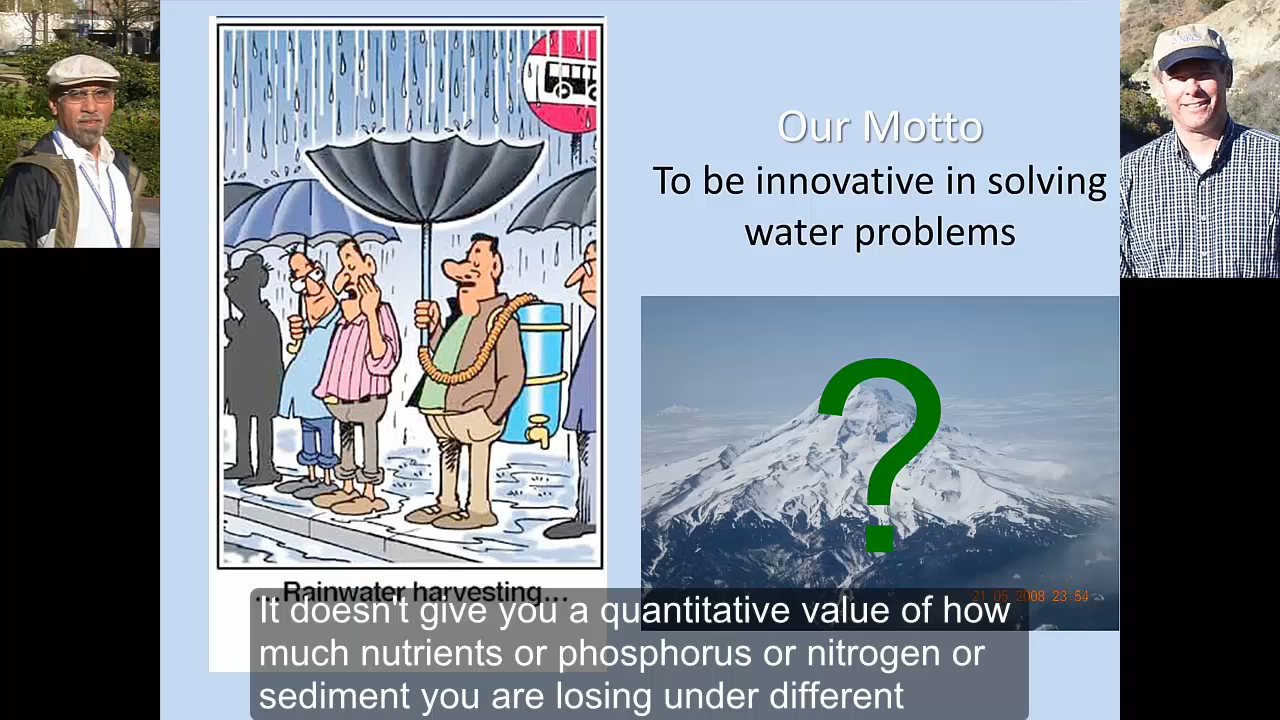 Our Motto
To be innovative in solving
water problems
...Rainwater harvesting...
21 05 2008 23:54
It doesn't give you a quantitative value of how
much nutrients or phosphorus or nitrogen or
sediment you are losing under different